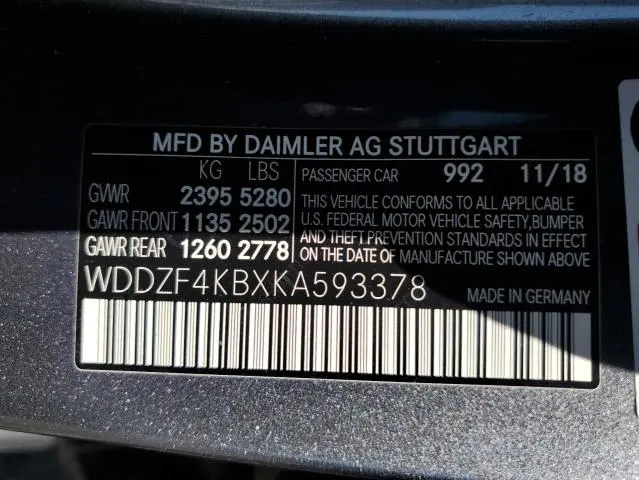 MFD BY DAIMLER AG STUTTGART
KG LBS
PASSENGER CAR 992 11/18
GVWR 2395 5280
GAWR FRONT 1135 2502
GAWR REAR 1260 2778
THIS VEHICLE CONFORMS TO ALL APPLICABLE
U.S. FEDERAL MOTOR VEHICLE SAFETY, BUMPER
AND THEFT PREVENTION STANDARDS IN EFFECT
ON THE DATE OF MANUFACTURE SHOWN ABOVE
WDDZF4KBXKA593378 MADE IN GERMANY